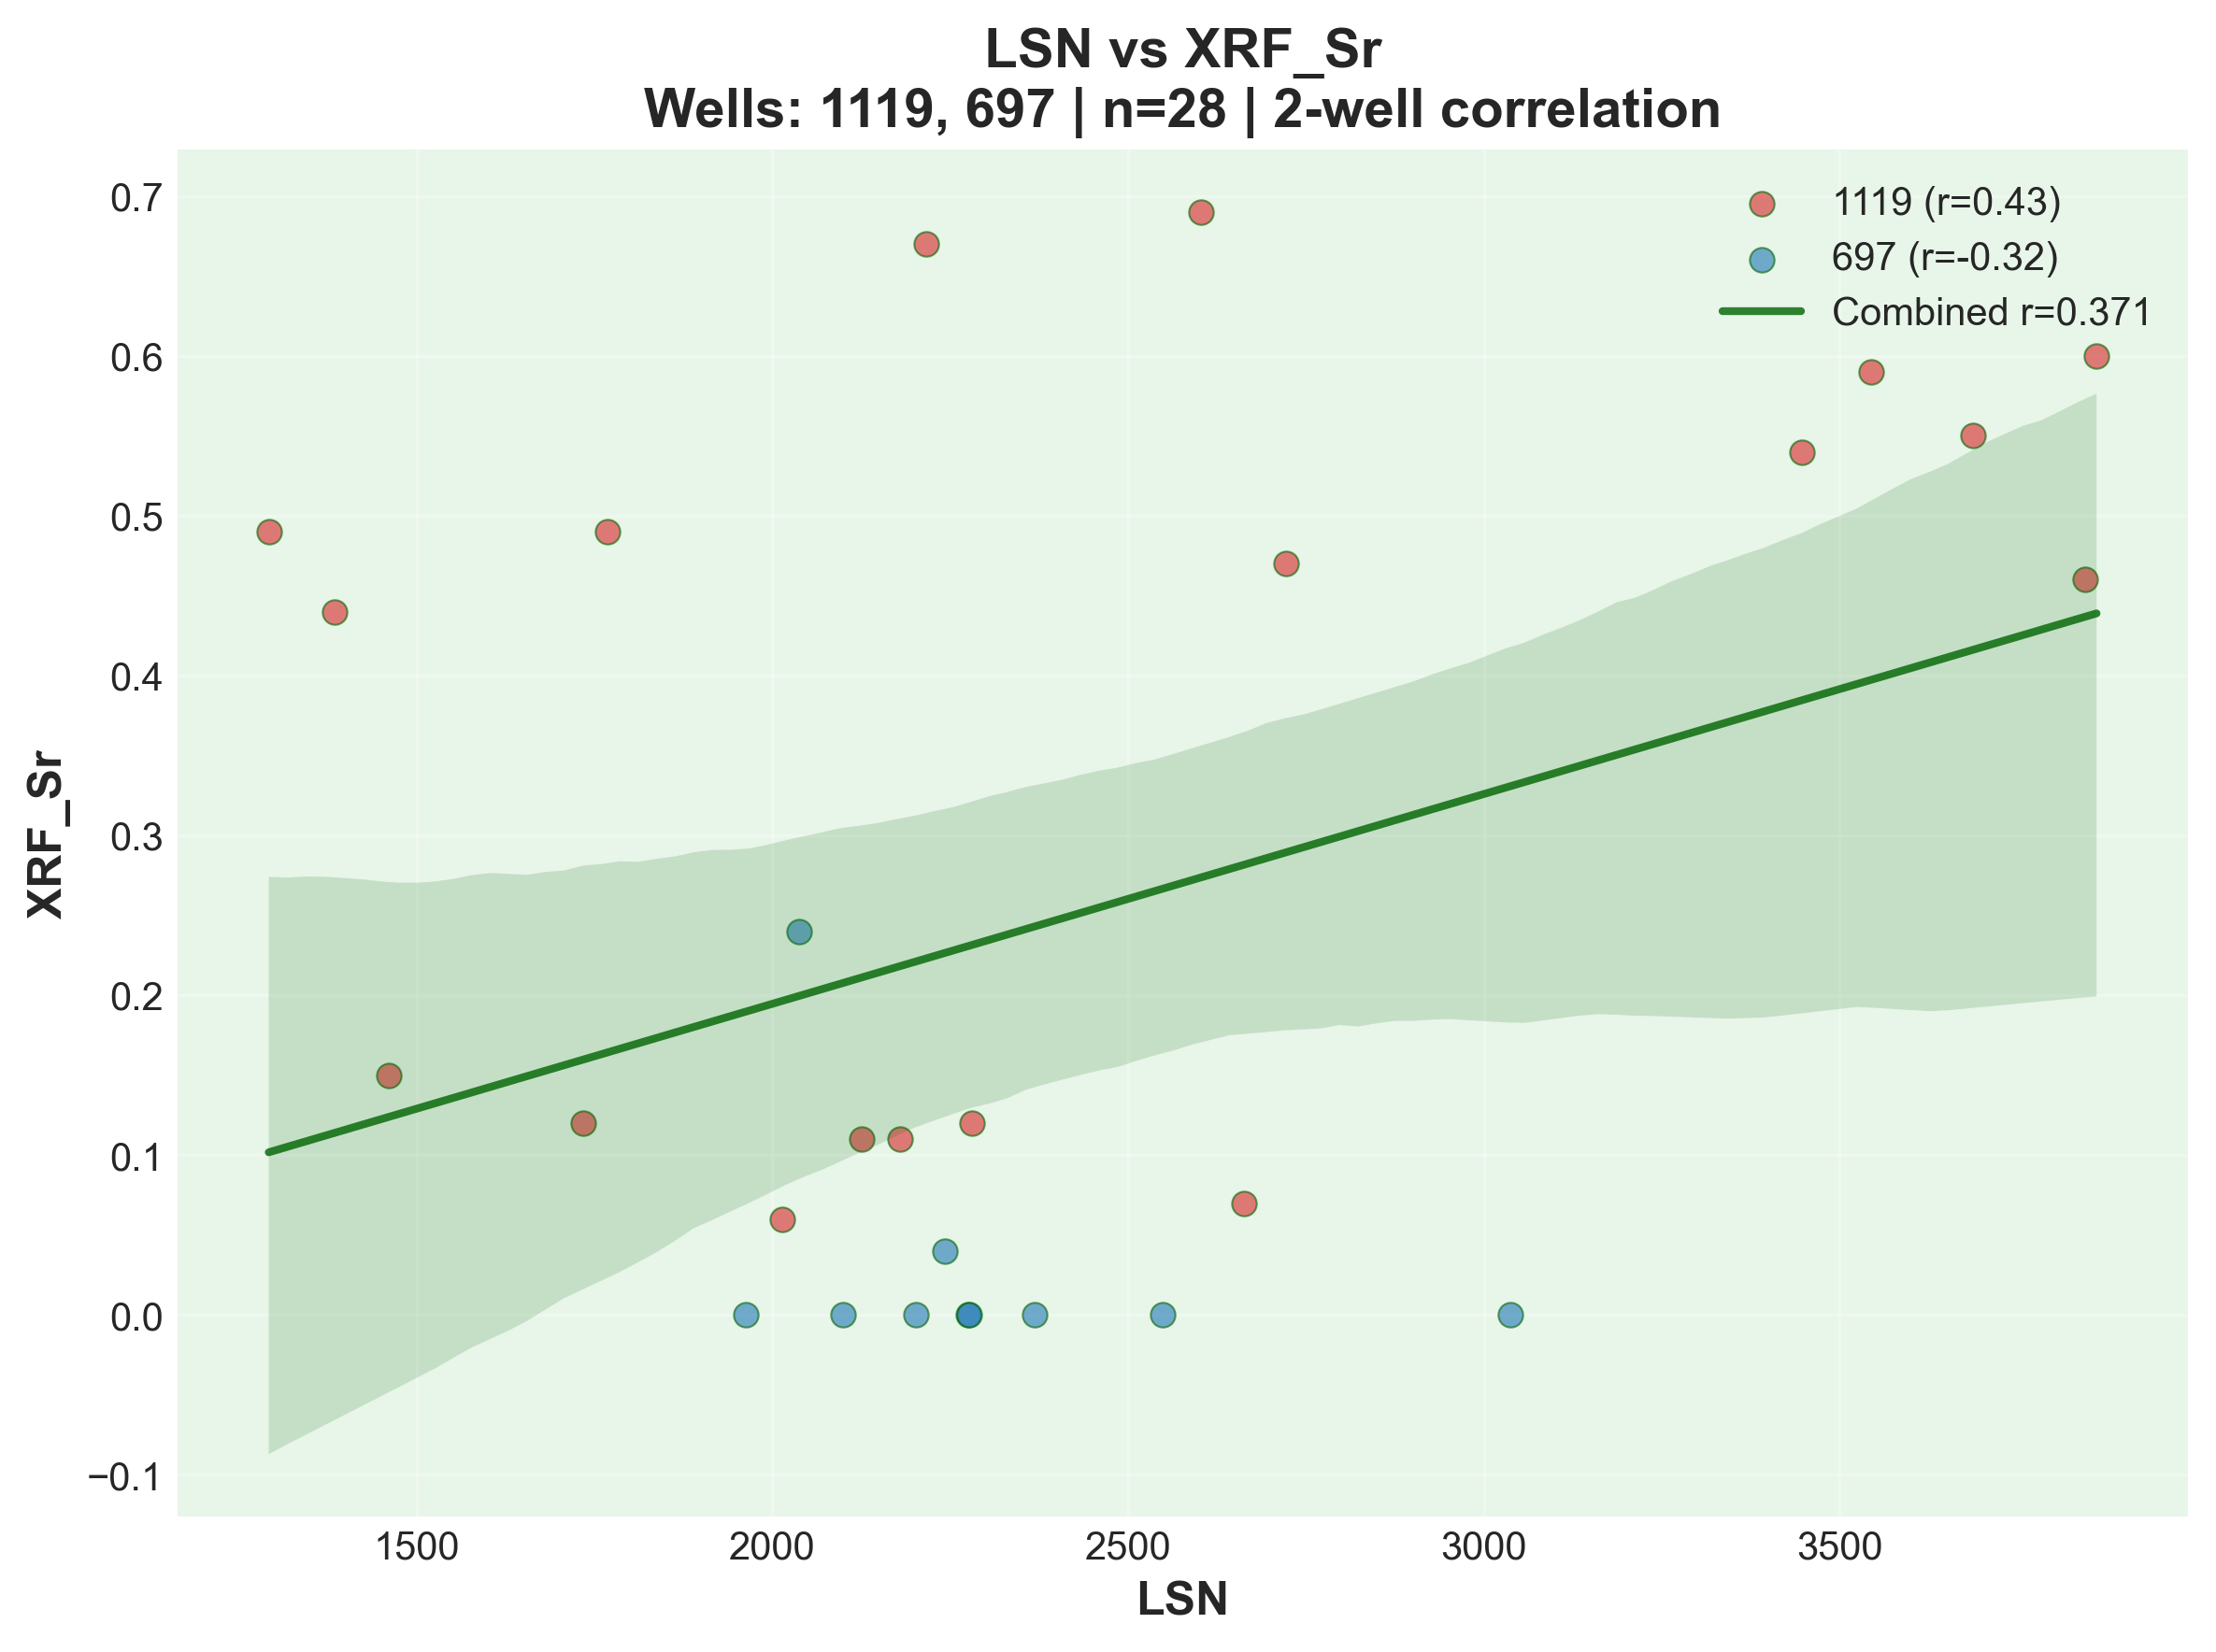 LSN vs XRF_Sr
Wells: 1119, 697 | n=28 | 2-well correlation
1119 (r=0.43)
697 (r=-0.32)
Combined r=0.371
XRF_Sr
0.7
0.6
0.5
0.4
0.3
0.2
0.1
0.0
−0.1
1500 2000 2500 3000 3500
LSN